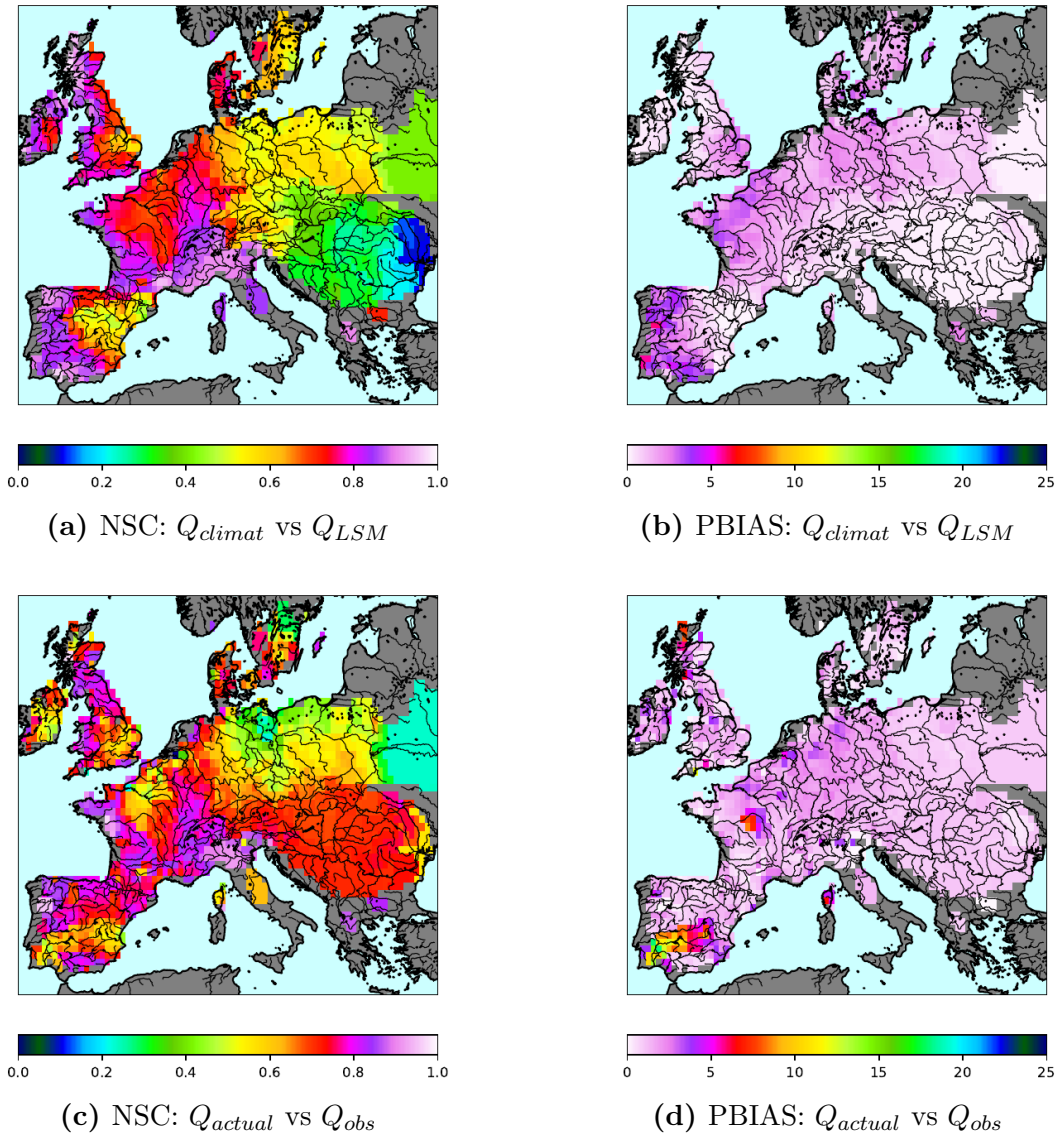 0.0 0.2 0.4 0.6 0.8 1.0
0 5 10 15 20 25
(a) NSC: Q_climat vs Q_LSM
(b) PBIAS: Q_climat vs Q_LSM
0.0 0.2 0.4 0.6 0.8 1.0
0 5 10 15 20 25
(c) NSC: Q_actual vs Q_obs
(d) PBIAS: Q_actual vs Q_obs